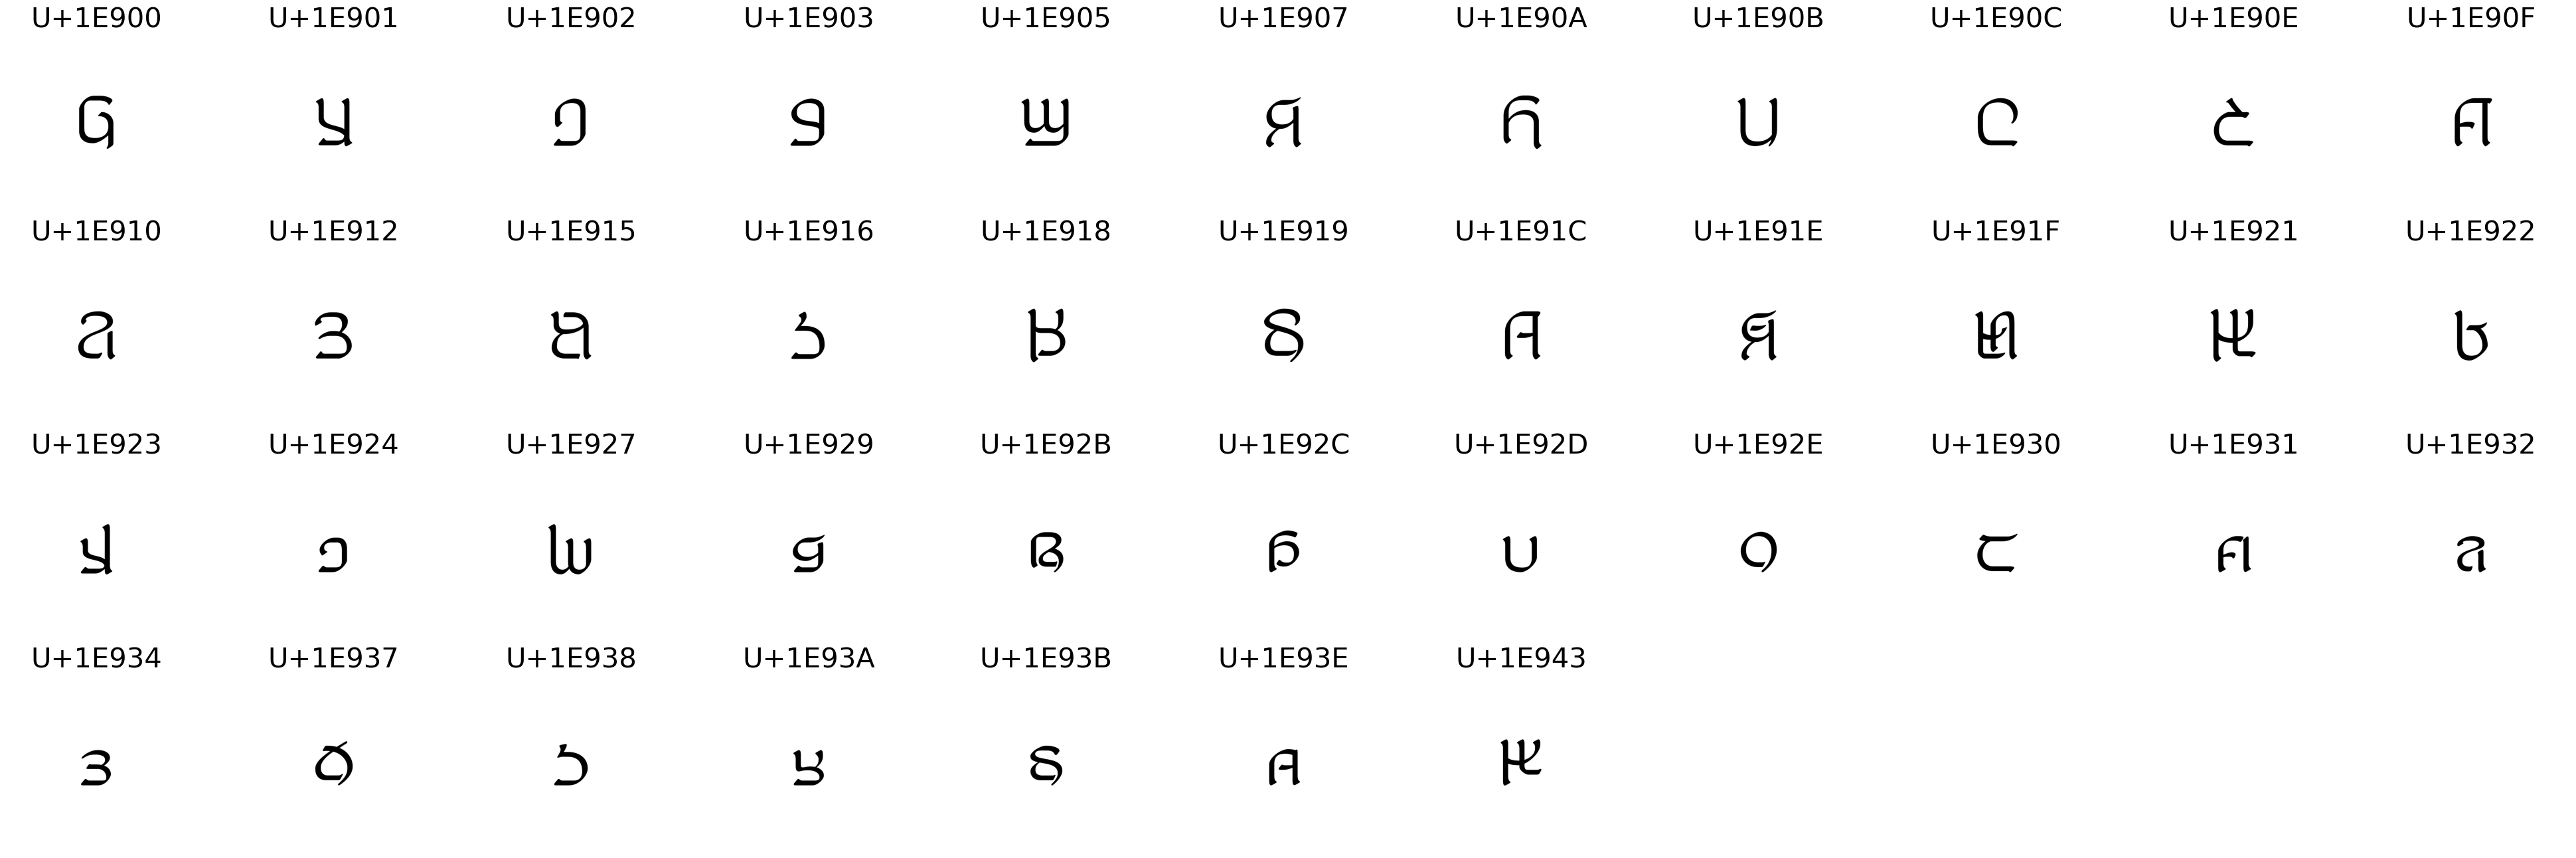 U+1E900 U+1E901 U+1E902 U+1E903 U+1E905 U+1E907 U+1E90A U+1E90B U+1E90C U+1E90E U+1E90F
𞤀 𞤁 𞤂 𞤃 𞤅 𞤇 𞤊 𞤋 𞤌 𞤎 𞤏
U+1E910 U+1E912 U+1E915 U+1E916 U+1E918 U+1E919 U+1E91C U+1E91E U+1E91F U+1E921 U+1E922
𞤐 𞤒 𞤕 𞤖 𞤘 𞤙 𞤜 𞤞 𞤟 𞤡 𞤢
U+1E923 U+1E924 U+1E927 U+1E929 U+1E92B U+1E92C U+1E92D U+1E92E U+1E930 U+1E931 U+1E932
𞤣 𞤤 𞤧 𞤩 𞤫 𞤬 𞤭 𞤮 𞤰 𞤱 𞤲
U+1E934 U+1E937 U+1E938 U+1E93A U+1E93B U+1E93E U+1E943
𞤴 𞤷 𞤸 𞤺 𞤻 𞤾 𞥃